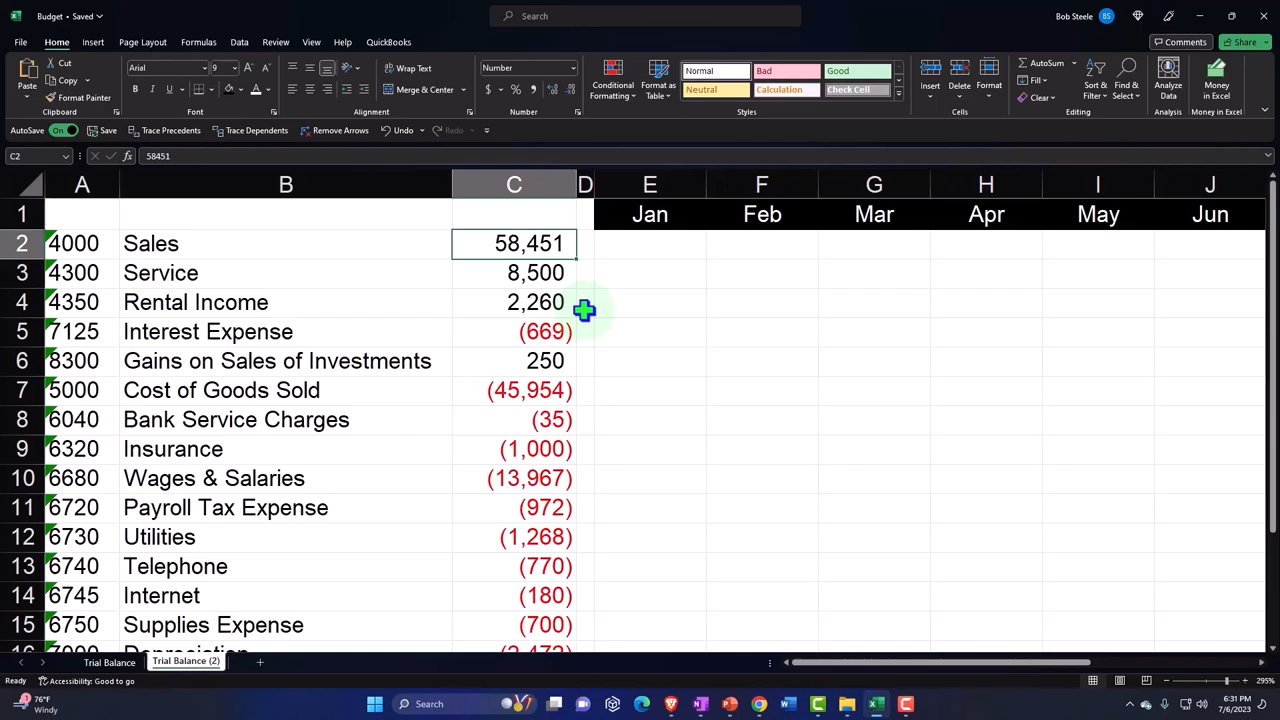 Budget • Saved
Search
Bob Steele BS
File Home Insert Page Layout Formulas Data Review View Help QuickBooks Comments Share
Paste Cut Copy Format Painter
Clipboard
Arial 9
B I U
Font
Wrap Text
Merge & Center
Alignment
Number
$ % 9
Number
Conditional Formatting Format as Table
Normal Bad Good
Neutral Calculation Check Cell
Styles
Insert Delete Format
Cells
AutoSum
Fill
Clear
Sort & Filter Find & Select
Editing
Analyze Data
Analysis
Money in Excel
Money in Excel
AutoSave On Save Trace Precedents Trace Dependents Remove Arrows Undo Redo
C2 fx 58451
A B C D E F G H I J
1 Jan Feb Mar Apr May Jun
2 4000 Sales 58,451
3 4300 Service 8,500
4 4350 Rental Income 2,260
5 7125 Interest Expense (669)
6 8300 Gains on Sales of Investments 250
7 5000 Cost of Goods Sold (45,954)
8 6040 Bank Service Charges (35)
9 6320 Insurance (1,000)
10 6680 Wages & Salaries (13,967)
11 6720 Payroll Tax Expense (972)
12 6730 Utilities (1,268)
13 6740 Telephone (770)
14 6745 Internet (180)
15 6750 Supplies Expense (700)
Trial Balance Trial Balance (2)
Ready Accessibility: Good to go 295%
1 76°F
Windy
Search
6:31 PM
7/6/2023